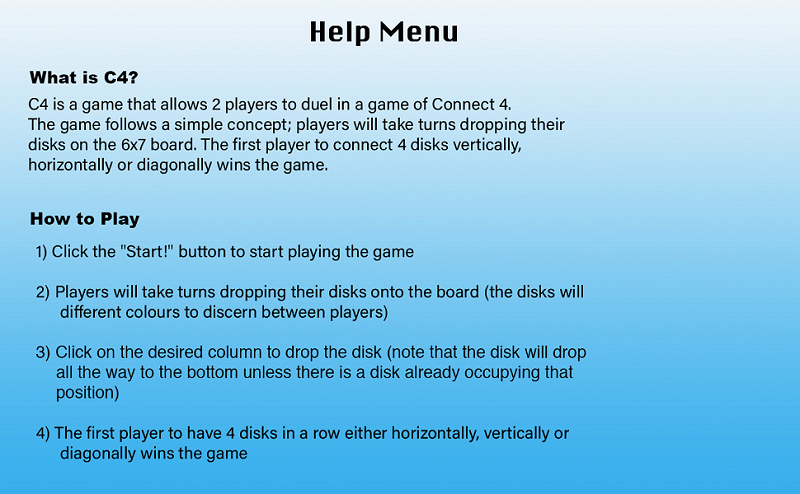 Help Menu
What is C4?
C4 is a game that allows 2 players to duel in a game of Connect 4.
The game follows a simple concept; players will take turns dropping their
disks on the 6x7 board. The first player to connect 4 disks vertically,
horizontally or diagonally wins the game.
How to Play
1) Click the "Start!" button to start playing the game
2) Players will take turns dropping their disks onto the board (the disks will
different colours to discern between players)
3) Click on the desired column to drop the disk (note that the disk will drop
all the way to the bottom unless there is a disk already occupying that
position)
4) The first player to have 4 disks in a row either horizontally, vertically or
diagonally wins the game